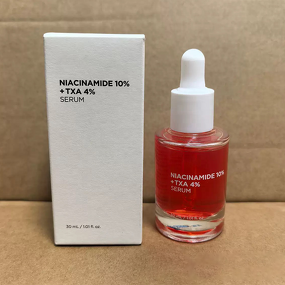 NIACINAMIDE 10%
+ TXA 4%
SERUM
30 mL / 1.01 fl. oz.
NIACINAMIDE 10%
+ TXA 4%
SERUM